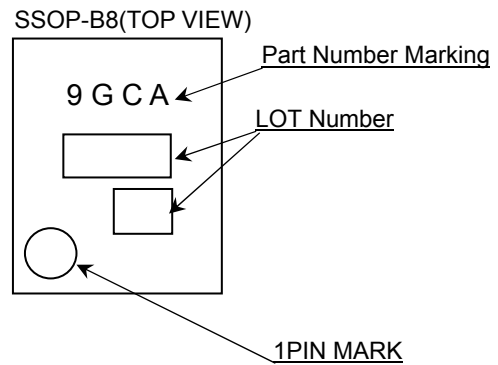 SSOP-B8(TOP VIEW)
Part Number Marking
9 G C A
LOT Number
1PIN MARK